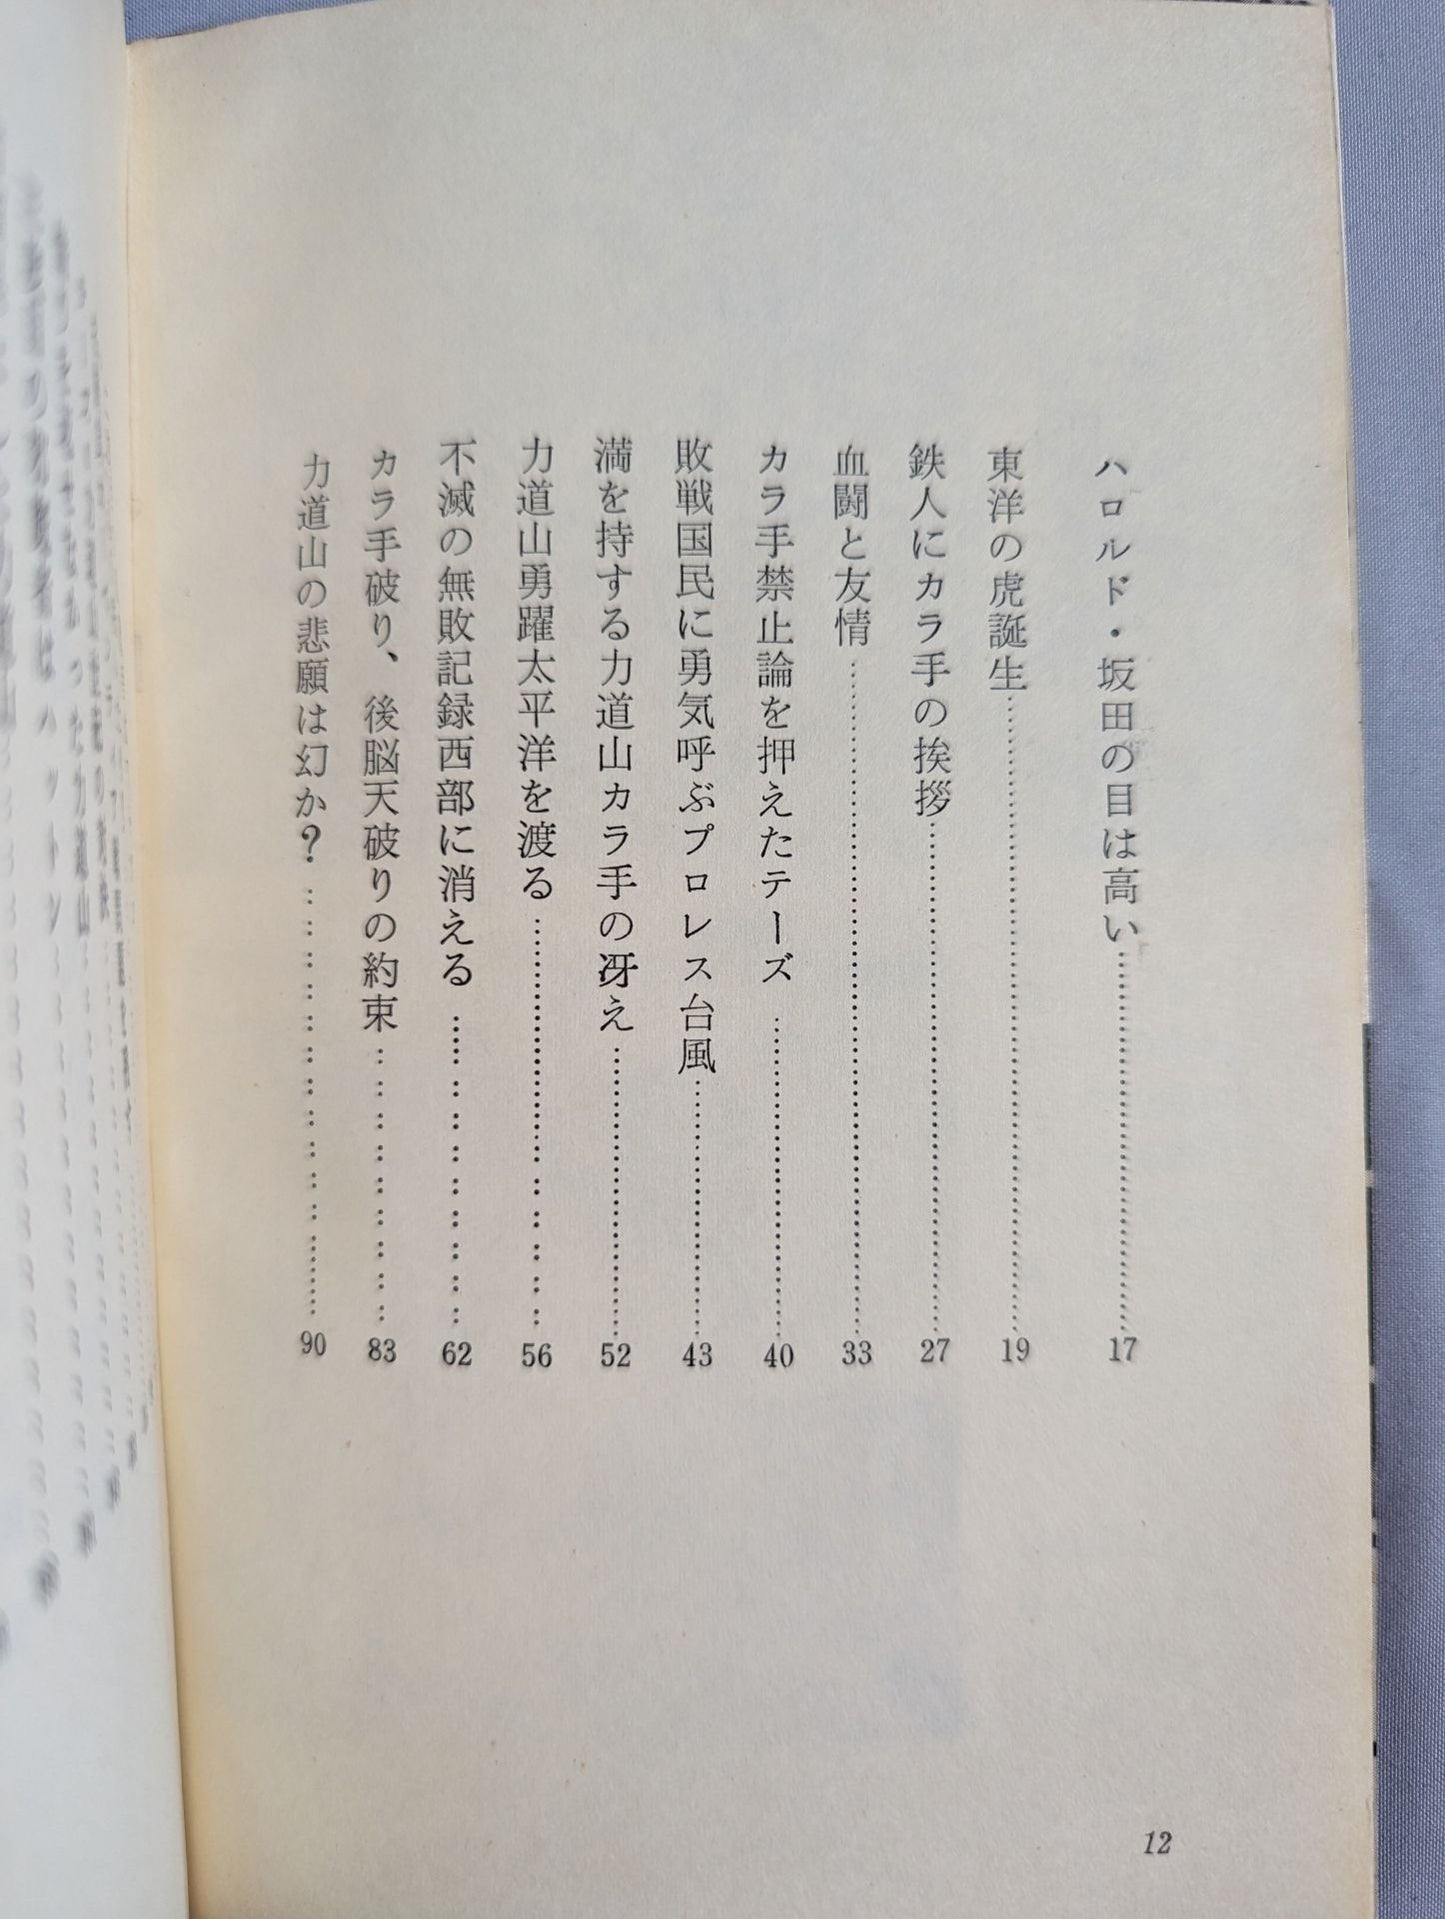 ハロルド・坂田の目は高い…………17
東洋の虎誕生…………19
鉄人にカラ手の挨拶…………27
血闘と友情…………33
カラ手禁止論を押えたテーズ…………40
敗戦国民に勇気呼ぶプロレス台風…………43
満を持する力道山カラ手の冴え…………52
力道山勇躍太平洋を渡る…………56
不滅の無敗記録西部に消える…………62
カラ手破り、後脳天破りの約束…………83
力道山の悲願は幻か?…………90
12